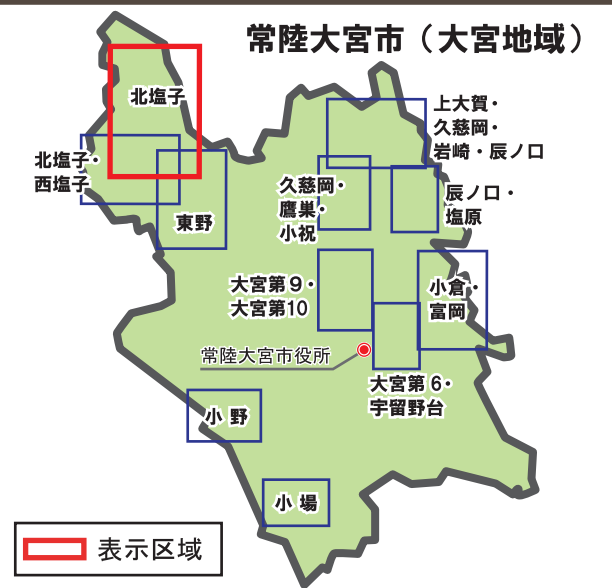 常陸大宮市（大宮地域）
北塩子
上大賀・
久慈岡・
岩崎・辰ノ口
北塩子・
西塩子
久慈岡・
鷹巣・
小祝
辰ノ口・
塩原
東野
大宮第９・
大宮第10
小倉・
富岡
常陸大宮市役所
大宮第６・
宇留野台
小野
小場
表示区域